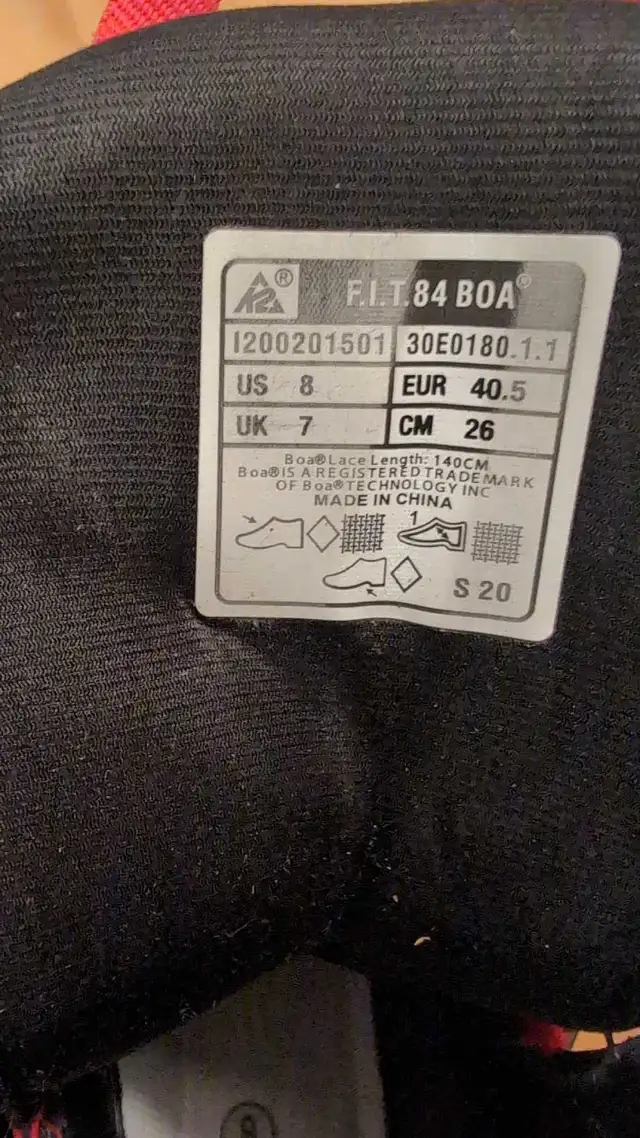 K2®
F.I.T.84 BOA®
I200201501 30E0180.1.1
US 8 EUR 40.5
UK 7 CM 26
Boa®Lace Length: 140CM
Boa®IS A REGISTERED TRADEMARK
OF Boa®TECHNOLOGY INC
MADE IN CHINA
1
S 20